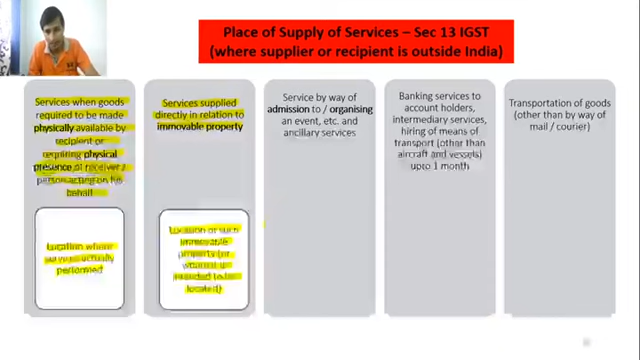 Place of Supply of Services – Sec 13 IGST
(where supplier or recipient is outside India)
Services when goods
required to be made
physically available by
recipient or
requiring physical
presence of receiver /
person acting on his
behalf
Location where
services actually
performed
Services supplied
directly in relation to
immovable property
Location of such
immovable
property (or
intended to be
located)
Service by way of
admission to / organising
an event, etc. and
ancillary services
Banking services to
account holders,
intermediary services,
hiring of means of
transport (other than
aircraft and vessels)
upto 1 month
Transportation of goods
(other than by way of
mail / courier)